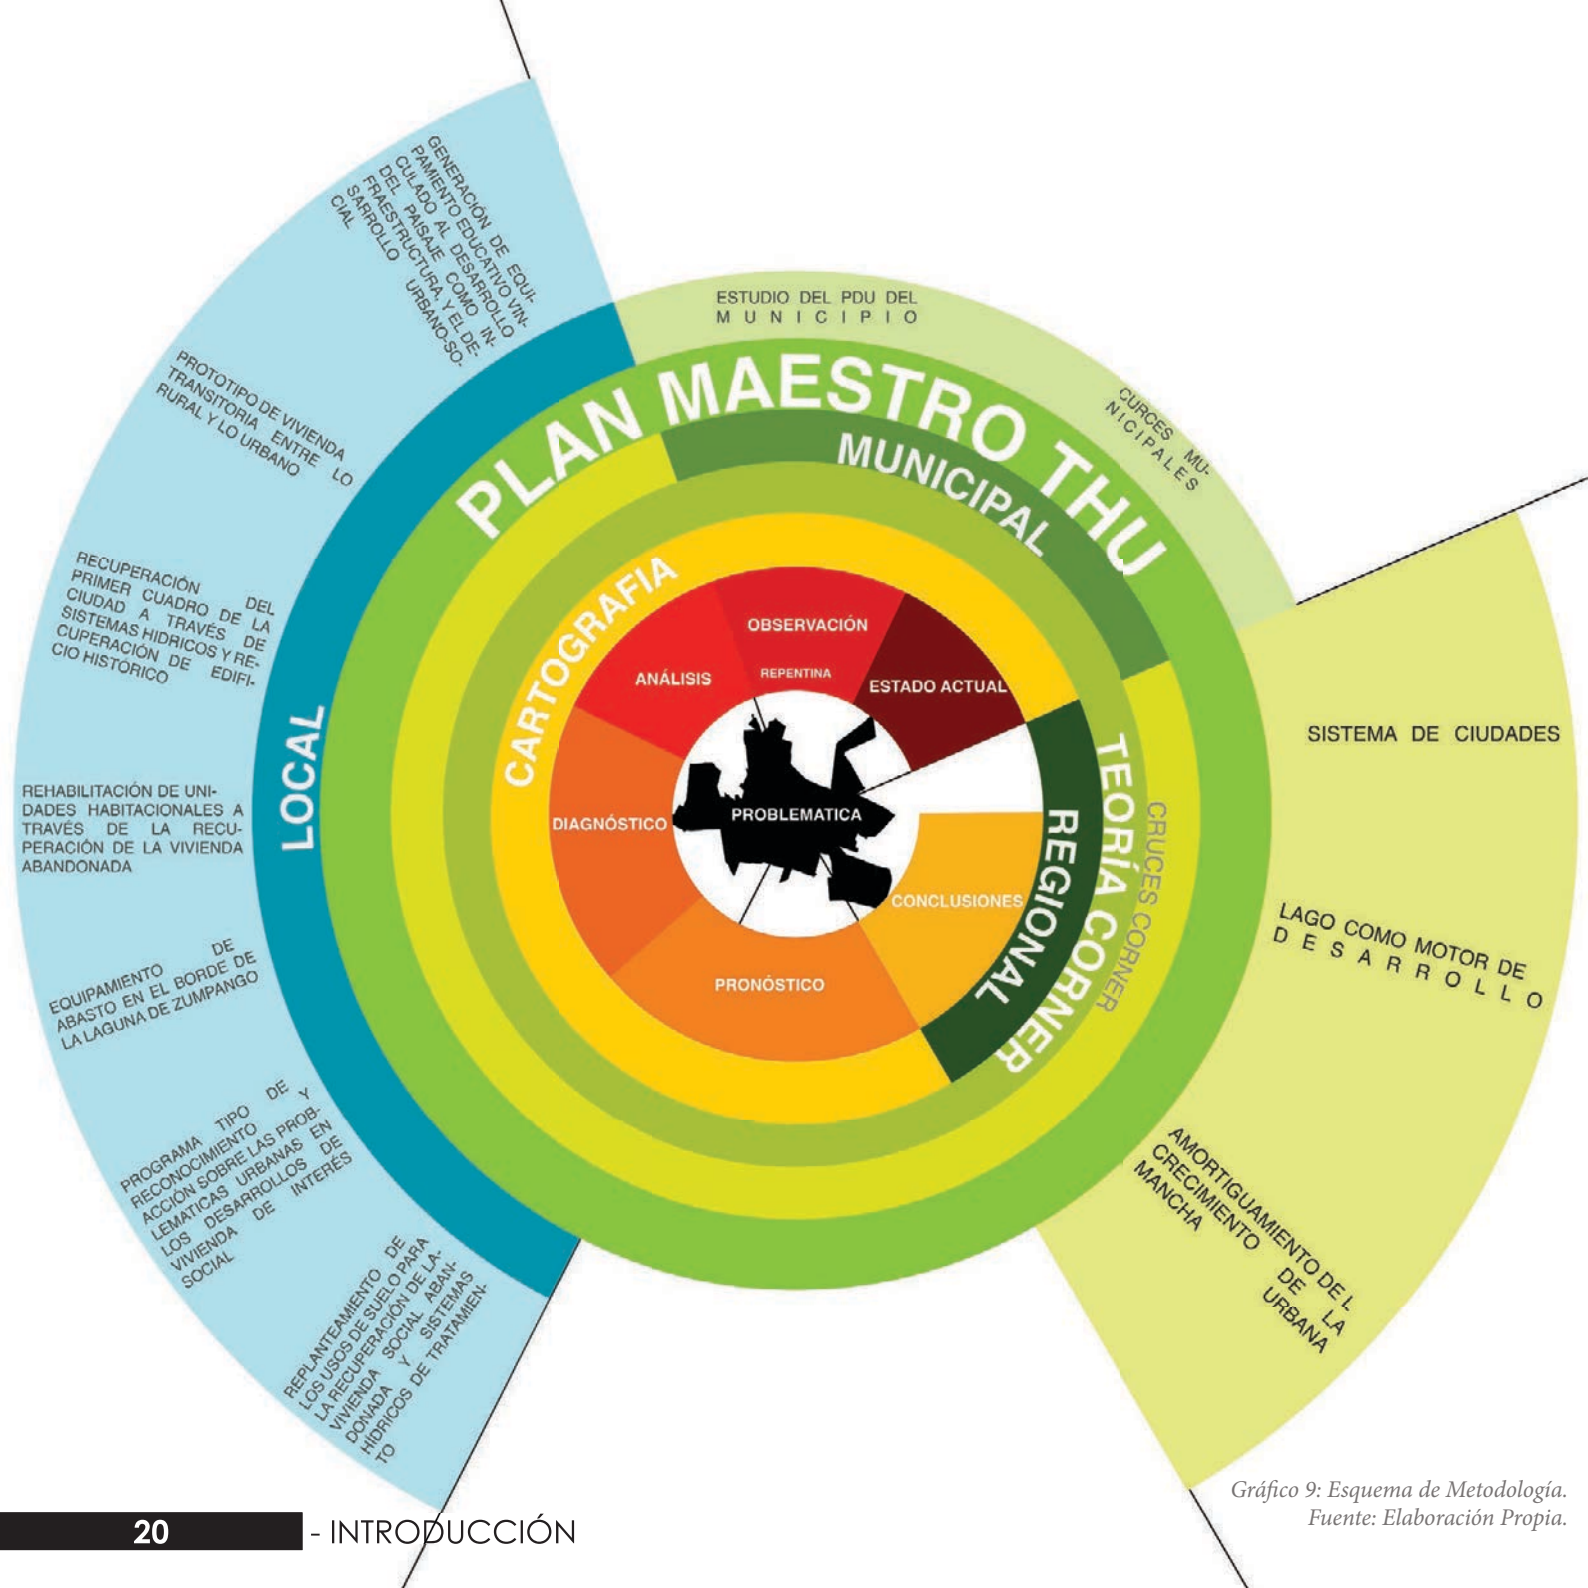 GENERACIÓN DE EQUI-
PAMIENTO EDUCATIVO VIN-
CULADO AL DESARROLLO
DEL PAISAJE COMO IN-
FRAESTRUCTURA, Y EL DE-
SARROLLO URBANO-SO-
CIAL
PROTOTIPO DE VIVIENDA
TRANSITORIA ENTRE LO
RURAL Y LO URBANO
RECUPERACIÓN DEL
PRIMER CUADRO DE LA
CIUDAD A TRAVÉS DE
SISTEMAS HIDRICOS Y RE-
CUPERACIÓN DE EDIFI-
CIO HISTÓRICO
REHABILITACIÓN DE UNI-
DADES HABITACIONALES A
TRAVÉS DE LA RECU-
PERACIÓN DE LA VIVIENDA
ABANDONADA
EQUIPAMIENTO DE
ABASTO EN EL BORDE DE
LA LAGUNA DE ZUMPANGO
PROGRAMA TIPO DE
RECONOCIMIENTO Y
ACCIÓN SOBRE LAS PROB-
LEMATICAS URBANAS EN
LOS DESARROLLOS DE
VIVIENDA DE INTERÉS
SOCIAL
REPLANTEAMIENTO DE
LOS USOS DE SUELO PARA
LA RECUPERACIÓN DE LA-
VIVIENDA SOCIAL ABAN-
DONADA Y SISTEMAS
HÍDRICOS DE TRATAMIEN-
TO
LOCAL
ESTUDIO DEL PDU DEL
MUNICIPIO
CURCES MU-
NICIPALES
PLAN MAESTRO THU
MUNICIPAL
CARTOGRAFIA
OBSERVACIÓN
REPENTINA
ANÁLISIS
ESTADO ACTUAL
DIAGNÓSTICO
PROBLEMATICA
CONCLUSIONES
PRONÓSTICO
REGIONAL
TEORÍA CORNER
CRUCES CORNER
SISTEMA DE CIUDADES
LAGO COMO MOTOR DE
DESARROLLO
AMORTIGUAMIENTO DE L
CRECIMIENTO DE LA
MANCHA URBANA
Gráfico 9: Esquema de Metodología.
Fuente: Elaboración Propia.
20 - INTRODUCCIÓN